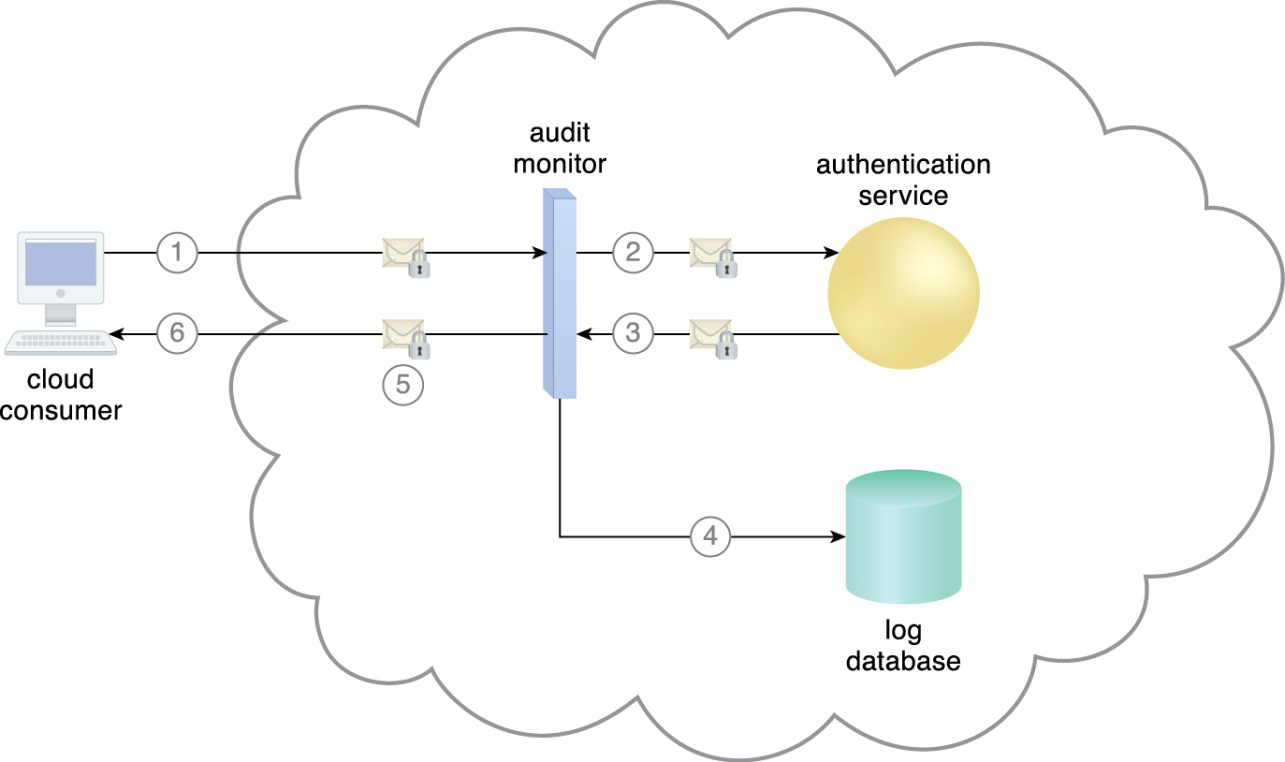 audit
monitor
authentication
service
1
2
6
3
5
cloud
consumer
4
log
database